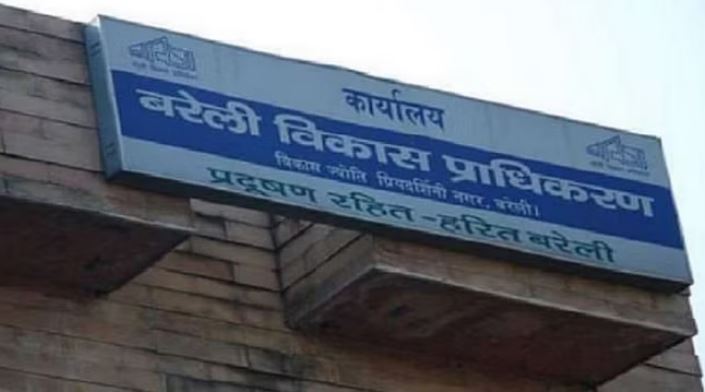 कार्यालय
बरेली विकास प्राधिकरण
विकास ज्योति प्रियदर्शिनी नगर, बरेली।
प्रदूषण रहित-हरित बरेली